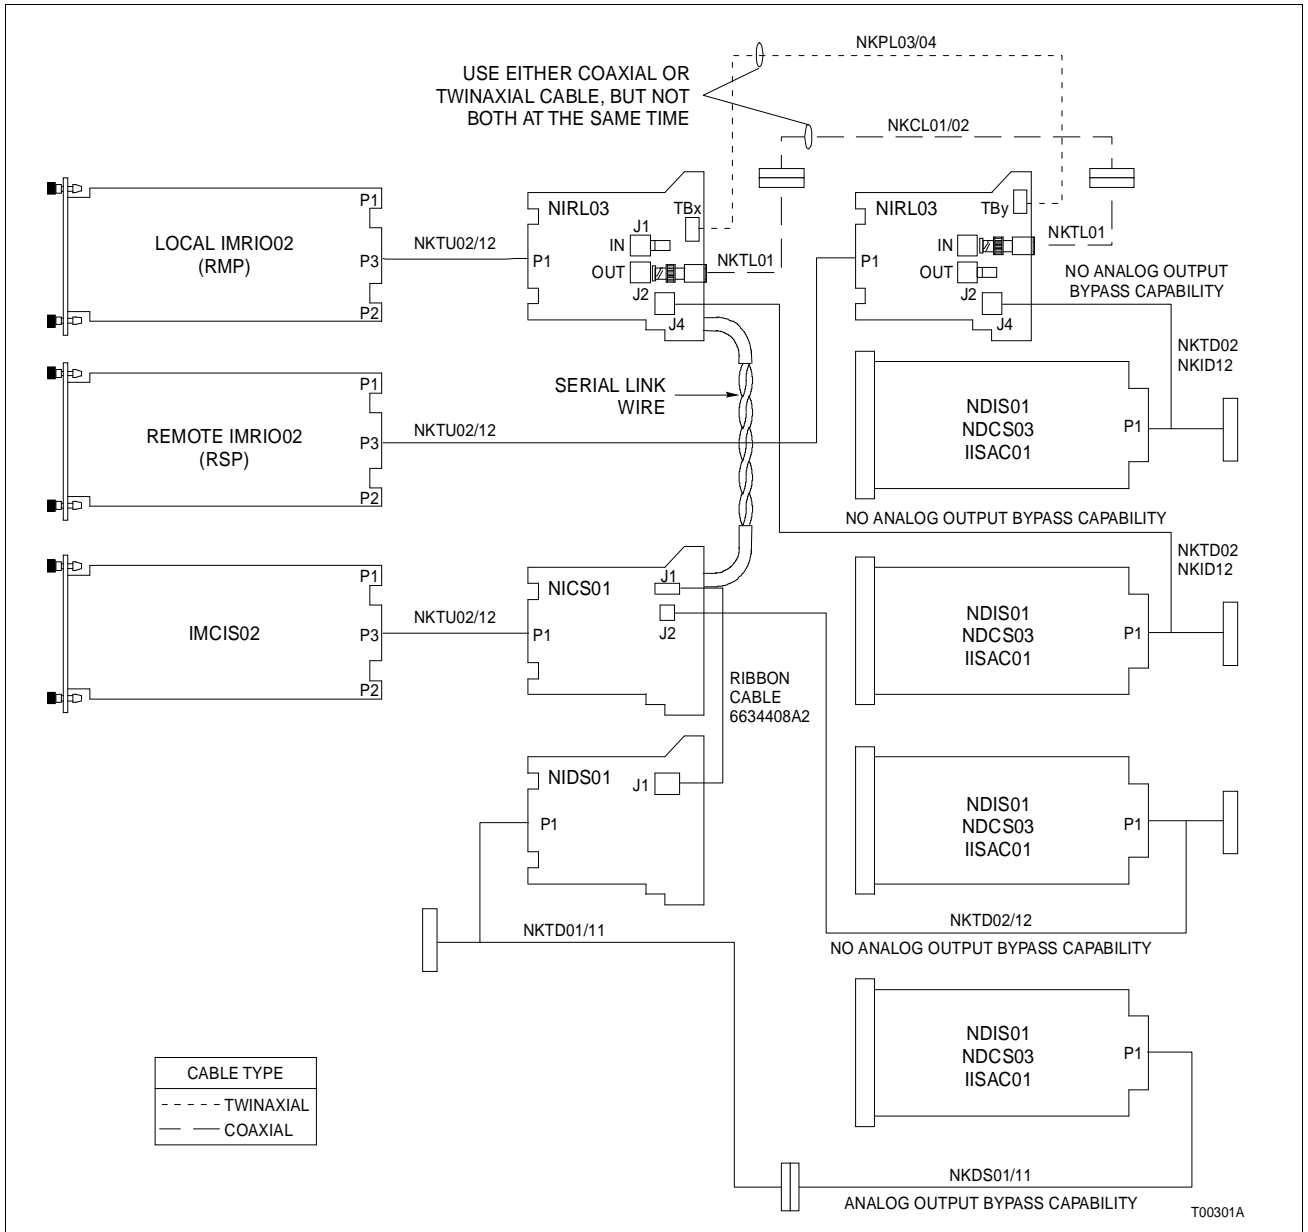 NKPL03/04
USE EITHER COAXIAL OR
TWINAXIAL CABLE, BUT NOT
BOTH AT THE SAME TIME
NKCL01/02
LOCAL IMRIO02
(RMP)
P1
P3
P2
NKTU02/12
NIRL03
TBx
J1
IN
P1
OUT
J2
J4
NKTL01
NIRL03
TBy
IN
P1
OUT
J2
J4
NKTL01
NO ANALOG OUTPUT
BYPASS CAPABILITY
NKTD02
NKID12
SERIAL LINK
WIRE
REMOTE IMRIO02
(RSP)
P1
P3
P2
NKTU02/12
NDIS01
NDCS03
IISAC01
P1
NO ANALOG OUTPUT BYPASS CAPABILITY
NKTD02
NKID12
IMCIS02
P1
P3
P2
NKTU02/12
NICS01
J1
J2
P1
NDIS01
NDCS03
IISAC01
P1
RIBBON
CABLE
6634408A2
NIDS01
J1
P1
NDIS01
NDCS03
IISAC01
P1
NKTD02/12
NO ANALOG OUTPUT BYPASS CAPABILITY
NKTD01/11
NDIS01
NDCS03
IISAC01
P1
CABLE TYPE
TWINAXIAL
COAXIAL
NKDS01/11
ANALOG OUTPUT BYPASS CAPABILITY
T00301A